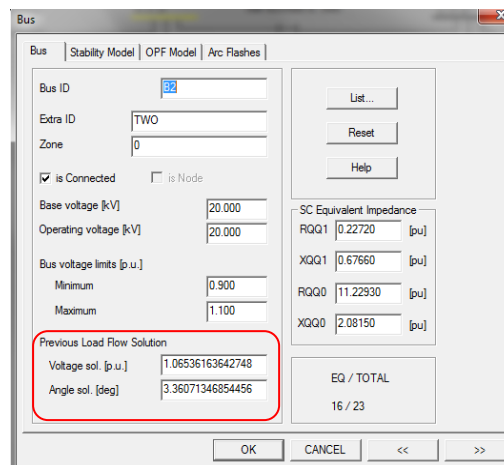 Bus
Bus Stability Model OPF Model Arc Flashes
Bus ID B2
Extra ID TWO
Zone 0
is Connected is Node
Base voltage [kV] 20.000
Operating voltage [kV] 20.000
Bus voltage limits [p.u.]
Minimum 0.900
Maximum 1.100
Previous Load Flow Solution
Voltage sol. [p.u.] 1.06536163642748
Angle sol. [deg] 3.36071346854456
List...
Reset
Help
SC Equivalent Impedance
RQQ1 0.22720 [pu]
XQQ1 0.67660 [pu]
RQQ0 11.22930 [pu]
XQQ0 2.08150 [pu]
EQ / TOTAL
16 / 23
OK CANCEL << >>